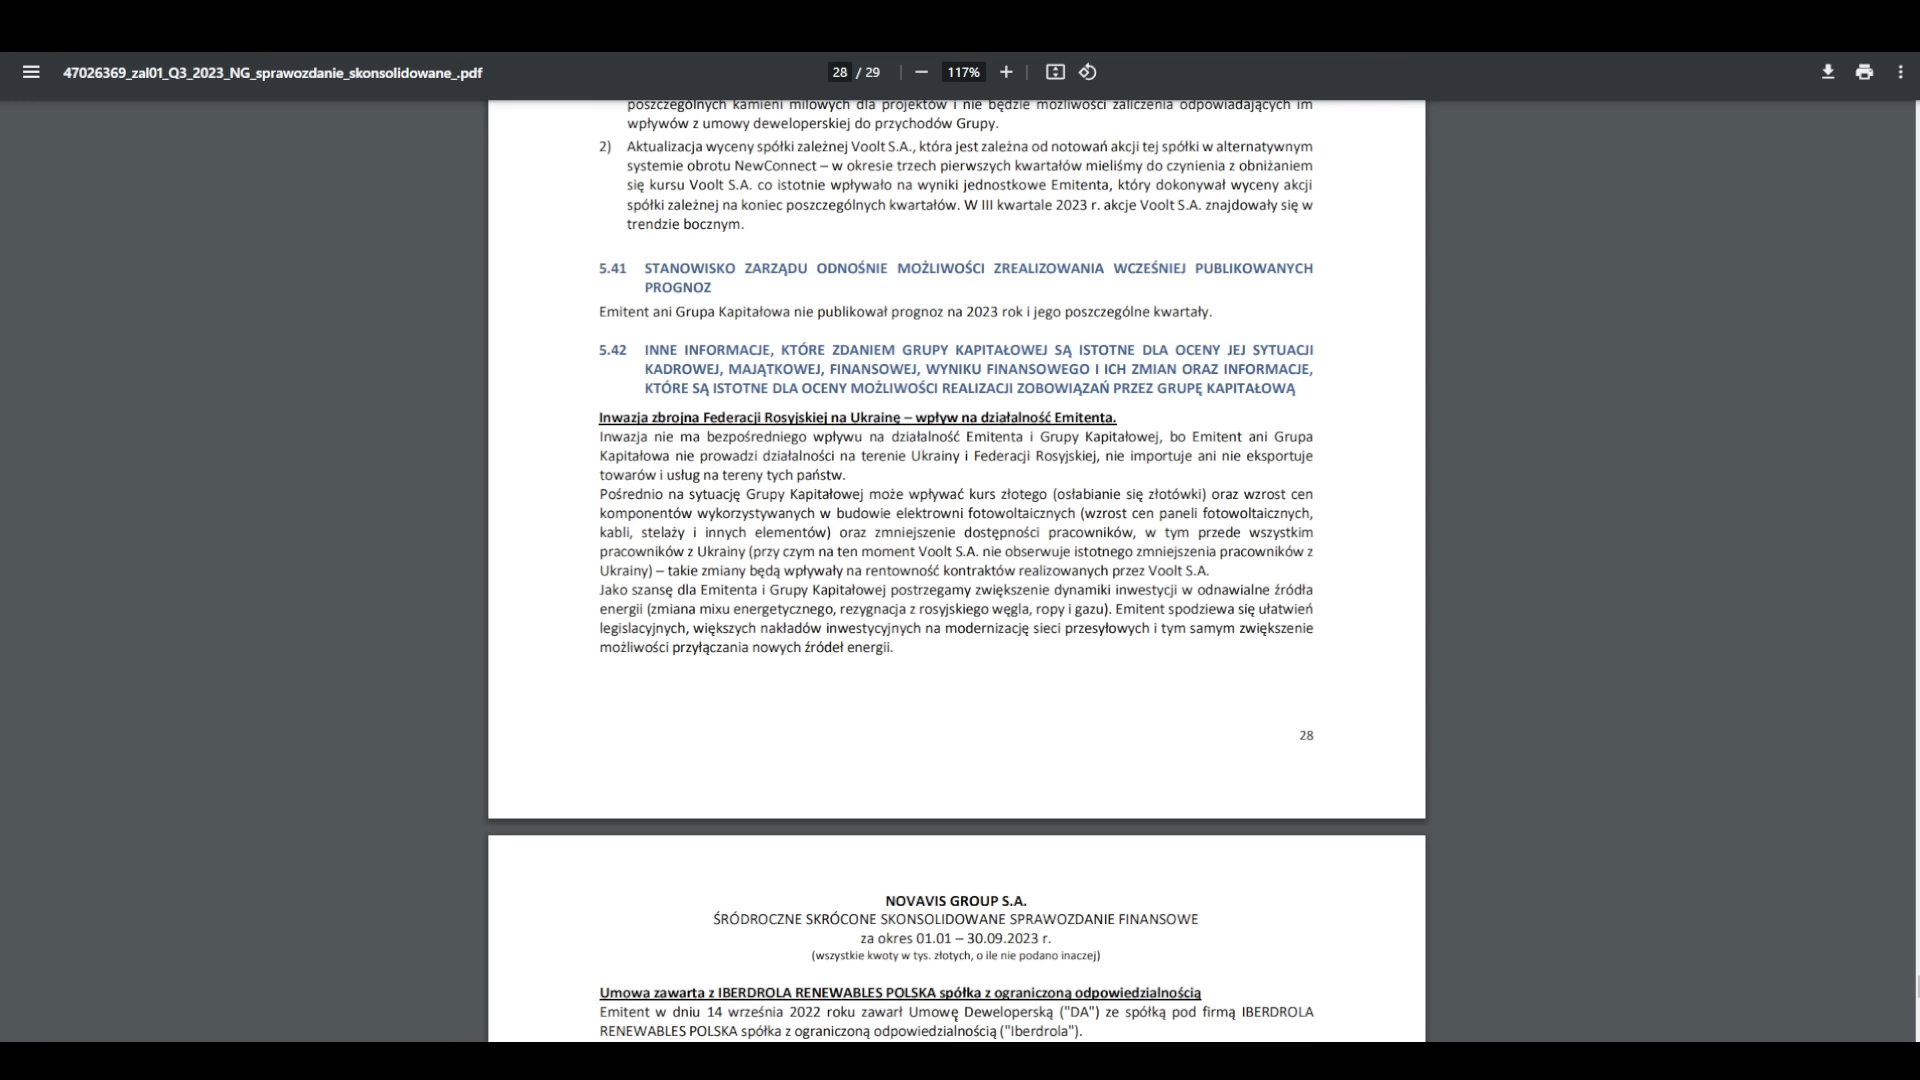 47026369_zal01_Q3_2023_NG_sprawozdanie_skonsolidowane_.pdf
28 / 29
117%
poszczególnych kamieni milowych dla projektów i nie będzie możliwości zaliczenia odpowiadających im
wpływów z umowy deweloperskiej do przychodów Grupy.
2) Aktualizacja wyceny spółki zależnej Voolt S.A., która jest zależna od notowań akcji tej spółki w alternatywnym
systemie obrotu NewConnect – w okresie trzech pierwszych kwartałów mieliśmy do czynienia z obniżaniem
się kursu Voolt S.A. co istotnie wpływało na wyniki jednostkowe Emitenta, który dokonywał wyceny akcji
spółki zależnej na koniec poszczególnych kwartałów. W III kwartale 2023 r. akcje Voolt S.A. znajdowały się w
trendzie bocznym.
5.41 STANOWISKO ZARZĄDU ODNOŚNIE MOŻLIWOŚCI ZREALIZOWANIA WCZEŚNIEJ PUBLIKOWANYCH
PROGNOZ
Emitent ani Grupa Kapitałowa nie publikował prognoz na 2023 rok i jego poszczególne kwartały.
5.42 INNE INFORMACJE, KTÓRE ZDANIEM GRUPY KAPITAŁOWEJ SĄ ISTOTNE DLA OCENY JEJ SYTUACJI
KADROWEJ, MAJĄTKOWEJ, FINANSOWEJ, WYNIKU FINANSOWEGO I ICH ZMIAN ORAZ INFORMACJE,
KTÓRE SĄ ISTOTNE DLA OCENY MOŻLIWOŚCI REALIZACJI ZOBOWIĄZAŃ PRZEZ GRUPĘ KAPITAŁOWĄ
Inwazja zbrojna Federacji Rosyjskiej na Ukrainę – wpływ na działalność Emitenta.
Inwazja nie ma bezpośredniego wpływu na działalność Emitenta i Grupy Kapitałowej, bo Emitent ani Grupa
Kapitałowa nie prowadzi działalności na terenie Ukrainy i Federacji Rosyjskiej, nie importuje ani nie eksportuje
towarów i usług na tereny tych państw.
Pośrednio na sytuację Grupy Kapitałowej może wpływać kurs złotego (osłabianie się złotówki) oraz wzrost cen
komponentów wykorzystywanych w budowie elektrowni fotowoltaicznych (wzrost cen paneli fotowoltaicznych,
kabli, stelaży i innych elementów) oraz zmniejszenie dostępności pracowników, w tym przede wszystkim
pracowników z Ukrainy (przy czym na ten moment Voolt S.A. nie obserwuje istotnego zmniejszenia pracowników z
Ukrainy) – takie zmiany będą wpływały na rentowność kontraktów realizowanych przez Voolt S.A.
Jako szansę dla Emitenta i Grupy Kapitałowej postrzegamy zwiększenie dynamiki inwestycji w odnawialne źródła
energii (zmiana mixu energetycznego, rezygnacja z rosyjskiego węgla, ropy i gazu). Emitent spodziewa się ułatwień
legislacyjnych, większych nakładów inwestycyjnych na modernizację sieci przesyłowych i tym samym zwiększenie
możliwości przyłączania nowych źródeł energii.
28
NOVAVIS GROUP S.A.
ŚRÓDROCZNE SKRÓCONE SKONSOLIDOWANE SPRAWOZDANIE FINANSOWE
za okres 01.01 – 30.09.2023 r.
(wszystkie kwoty w tys. złotych, o ile nie podano inaczej)
Umowa zawarta z IBERDROLA RENEWABLES POLSKA spółka z ograniczoną odpowiedzialnością
Emitent w dniu 14 września 2022 roku zawarł Umowę Deweloperską ("DA") ze spółką pod firmą IBERDROLA
RENEWABLES POLSKA spółka z ograniczoną odpowiedzialnością ("Iberdrola").